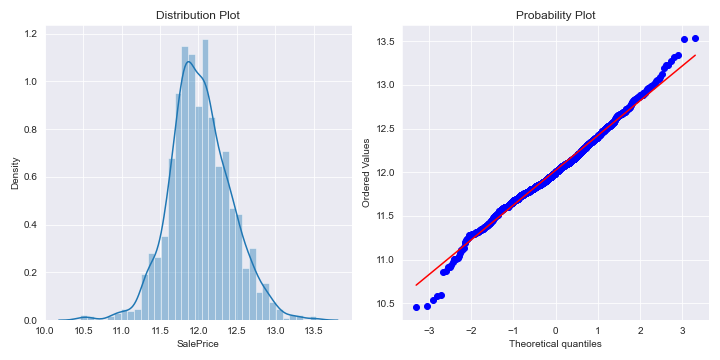 Distribution Plot
Probability Plot
Density
1.2
1.0
0.8
0.6
0.4
0.2
0.0
10.0 10.5 11.0 11.5 12.0 12.5 13.0 13.5
SalePrice
Ordered Values
13.5
13.0
12.5
12.0
11.5
11.0
10.5
−3 −2 −1 0 1 2 3
Theoretical quantiles